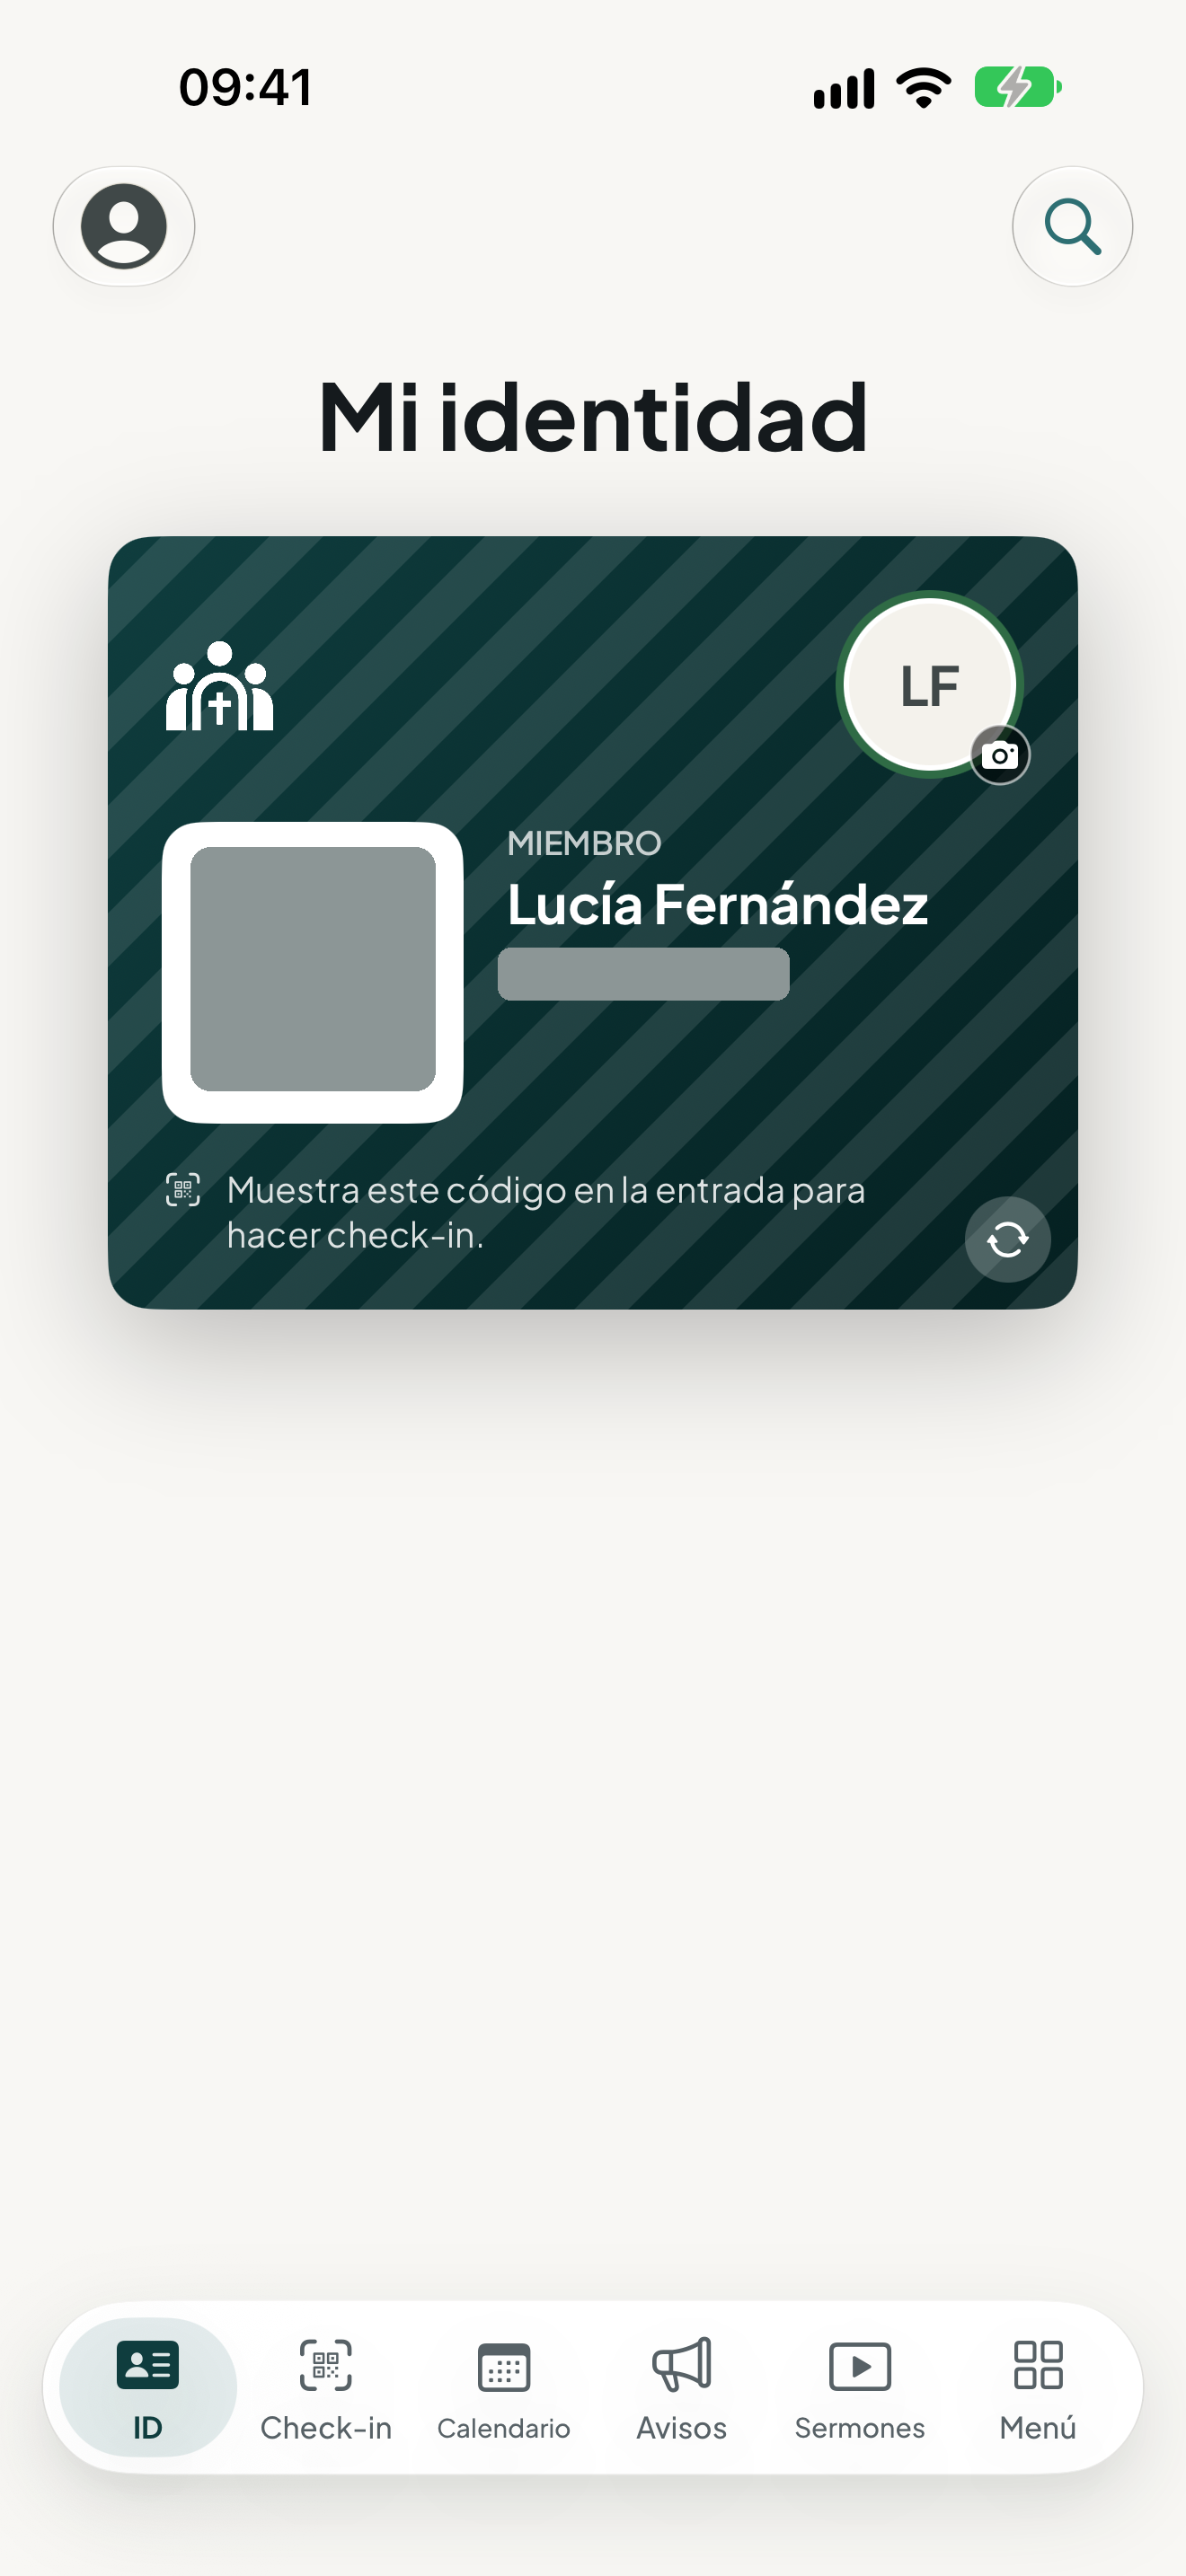 09:41
Mi identidad
LF
MIEMBRO
Lucía Fernández
Muestra este código en la entrada para
hacer check-in.
ID
Check-in
Calendario
Avisos
Sermones
Menú